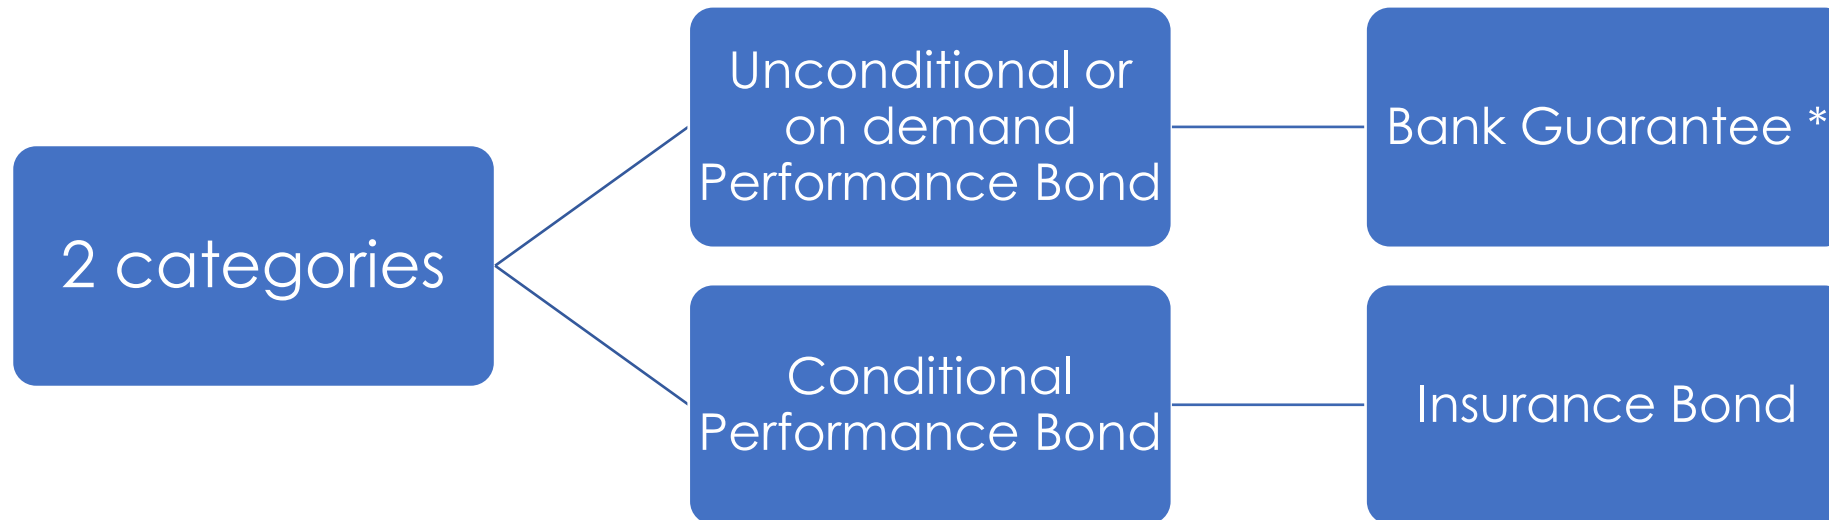 2 categories
Unconditional or
on demand
Performance Bond
Bank Guarantee *
Conditional
Performance Bond
Insurance Bond